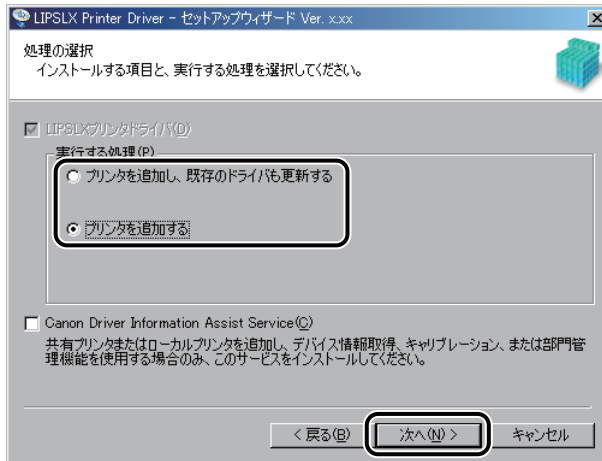 LIPSLX Printer Driver - セットアップウィザード Ver. x.xx
処理の選択
インストールする項目と、実行する処理を選択してください。
LIPSLXプリンタドライバ(D)
実行する処理(P)
プリンタを追加し、既存のドライバも更新する
プリンタを追加する
Canon Driver Information Assist Service(C)
共有プリンタまたはローカルプリンタを追加し、デバイス情報取得、キャリブレーション、または部門管
理機能を使用する場合のみ、このサービスをインストールしてください。
< 戻る(B)
次へ(N) >
キャンセル